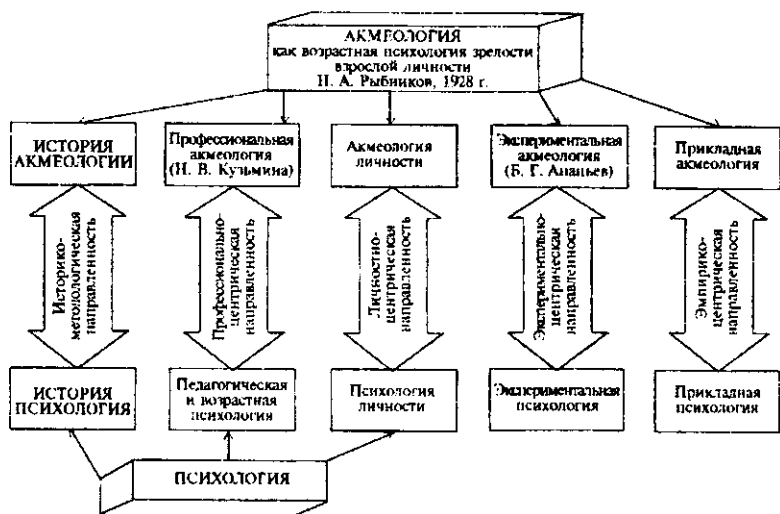 АКМЕОЛОГИЯ
как возрастная психология зрелости
взрослой личности
Н. А. Рыбников, 1928 г.
ИСТОРИЯ
АКМЕОЛОГИИ
Профессиональная
акмеология
(Н. В. Кузьмина)
Акмеология
личности
Экспериментальная
акмеология
(Б. Г. Ананьев)
Прикладная
акмеология
Историко-
методологическая
направленность
Профессионально-
центрическая
направленность
Личностно-
центрическая
направленность
Экспериментально-
центрическая
направленность
Эмпирико-
центрическая
направленность
ИСТОРИЯ
ПСИХОЛОГИЯ
Педагогическая
и возрастная
психология
Психология
личности
Экспериментальная
психология
Прикладная
психология
ПСИХОЛОГИЯ